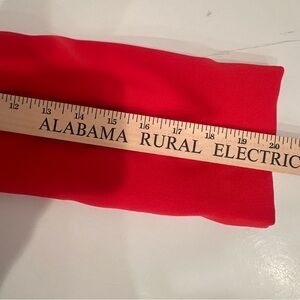 12 13 14 15 16 17 18 19 20
ALABAMA RURAL ELECTRIC